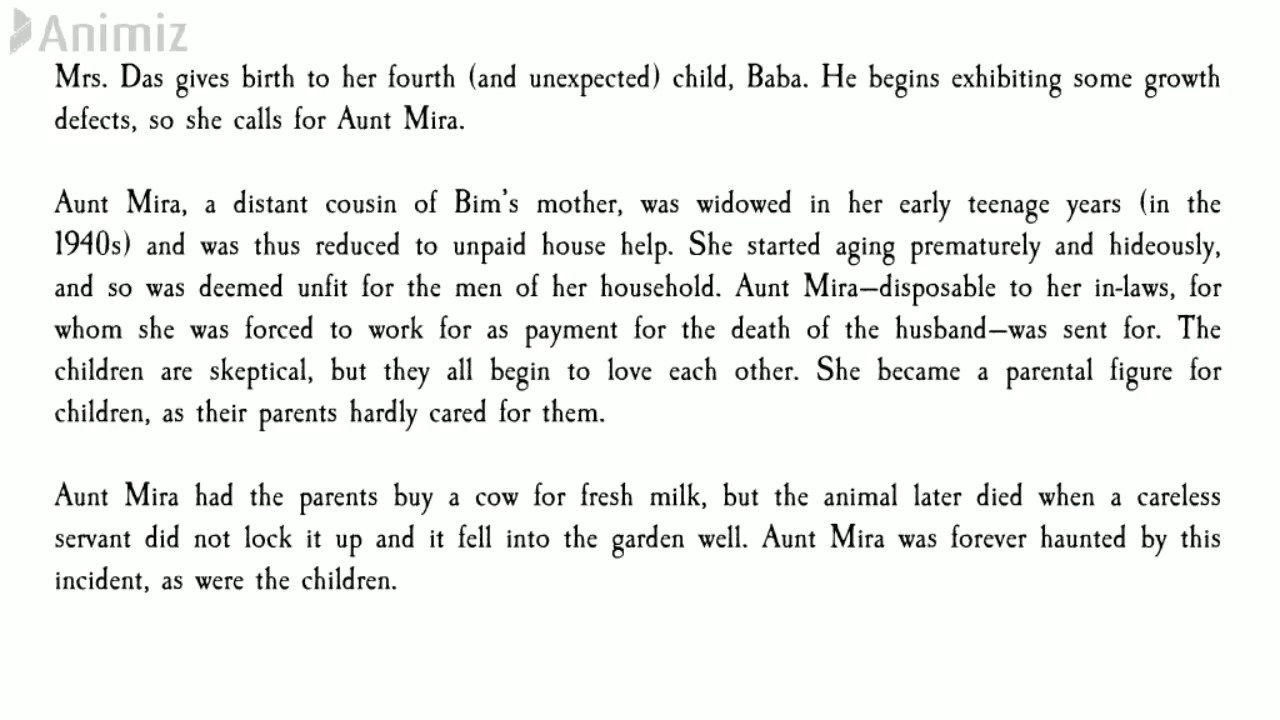 Animiz
Mrs. Das gives birth to her fourth (and unexpected) child, Baba. He begins exhibiting some growth
defects, so she calls for Aunt Mira.
Aunt Mira, a distant cousin of Bim's mother, was widowed in her early teenage years (in the
1940s) and was thus reduced to unpaid house help. She started aging prematurely and hideously,
and so was deemed unfit for the men of her household. Aunt Mira—disposable to her in-laws, for
whom she was forced to work for as payment for the death of the husband—was sent for. The
children are skeptical, but they all begin to love each other. She became a parental figure for
children, as their parents hardly cared for them.
Aunt Mira had the parents buy a cow for fresh milk, but the animal later died when a careless
servant did not lock it up and it fell into the garden well. Aunt Mira was forever haunted by this
incident, as were the children.